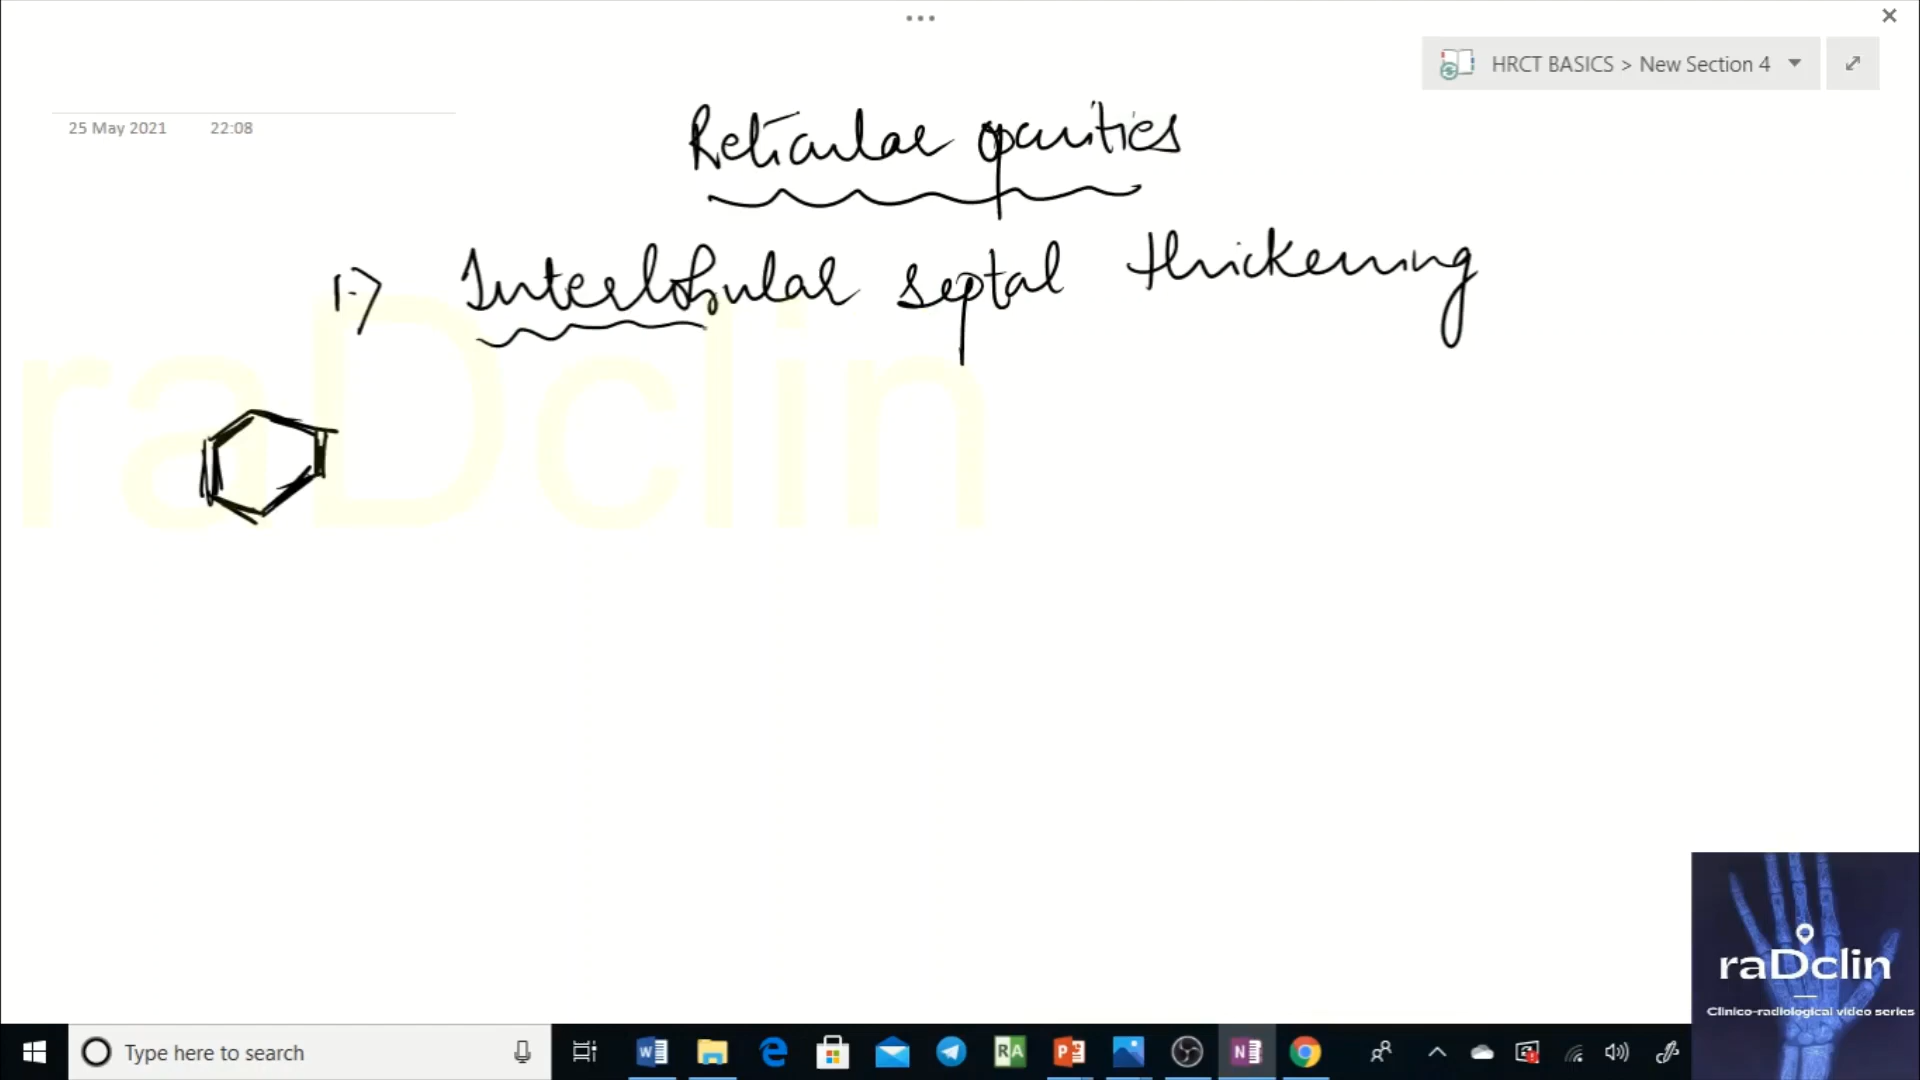 HRCT BASICS > New Section 4
25 May 2021 22:08
Reticular opacities
1-) Interlobular septal thickening
raDclin
raDclin
Clinico-radiological video series
Type here to search